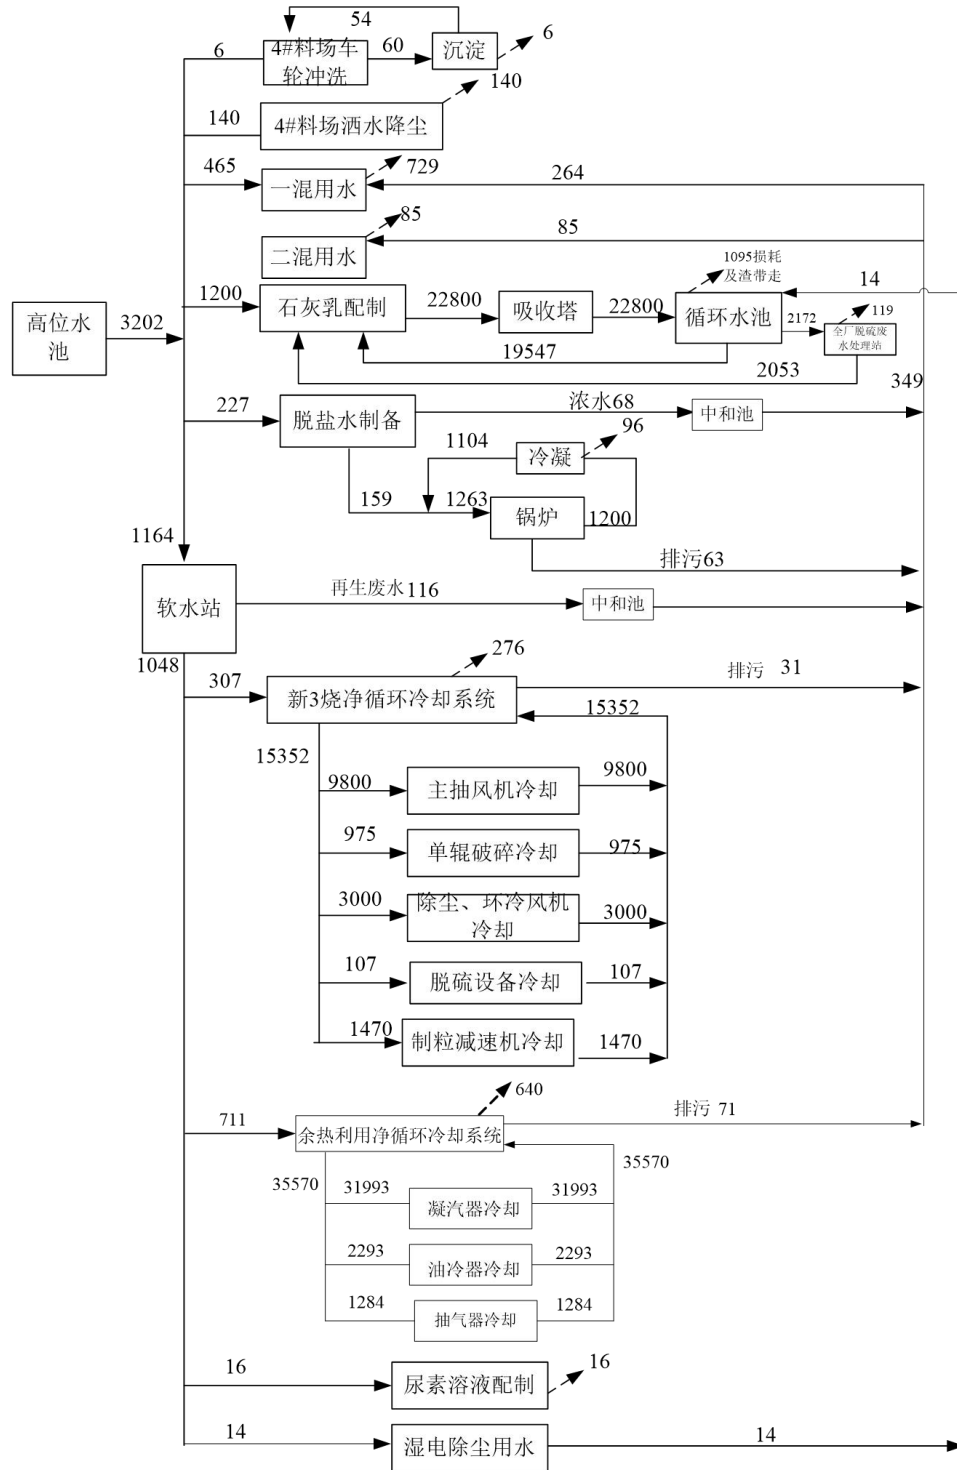 54
6
4#料场车
轮冲洗
60
沉淀
6
140
140
4#料场洒水降尘
465
729
一混用水
264
85
二混用水
85
1095损耗
及渣带走
14
1200
石灰乳配制
22800
吸收塔
22800
循环水池
2172
119
全厂脱硫废
水处理站
高位水
池
3202
19547
2053
349
227
脱盐水制备
浓水68
中和池
96
1104
冷凝
159
1263
锅炉
1200
1164
排污63
软水站
再生废水116
中和池
1048
276
307
新3烧净循环冷却系统
排污 31
15352
15352
9800
主抽风机冷却
9800
975
单辊破碎冷却
975
3000
除尘、环冷风机
冷却
3000
107
脱硫设备冷却
107
1470
制粒减速机冷却
1470
640
711
余热利用净循环冷却系统
排污 71
35570
35570
31993
凝汽器冷却
31993
2293
油冷器冷却
2293
1284
抽气器冷却
1284
16
尿素溶液配制
16
14
湿电除尘用水
14